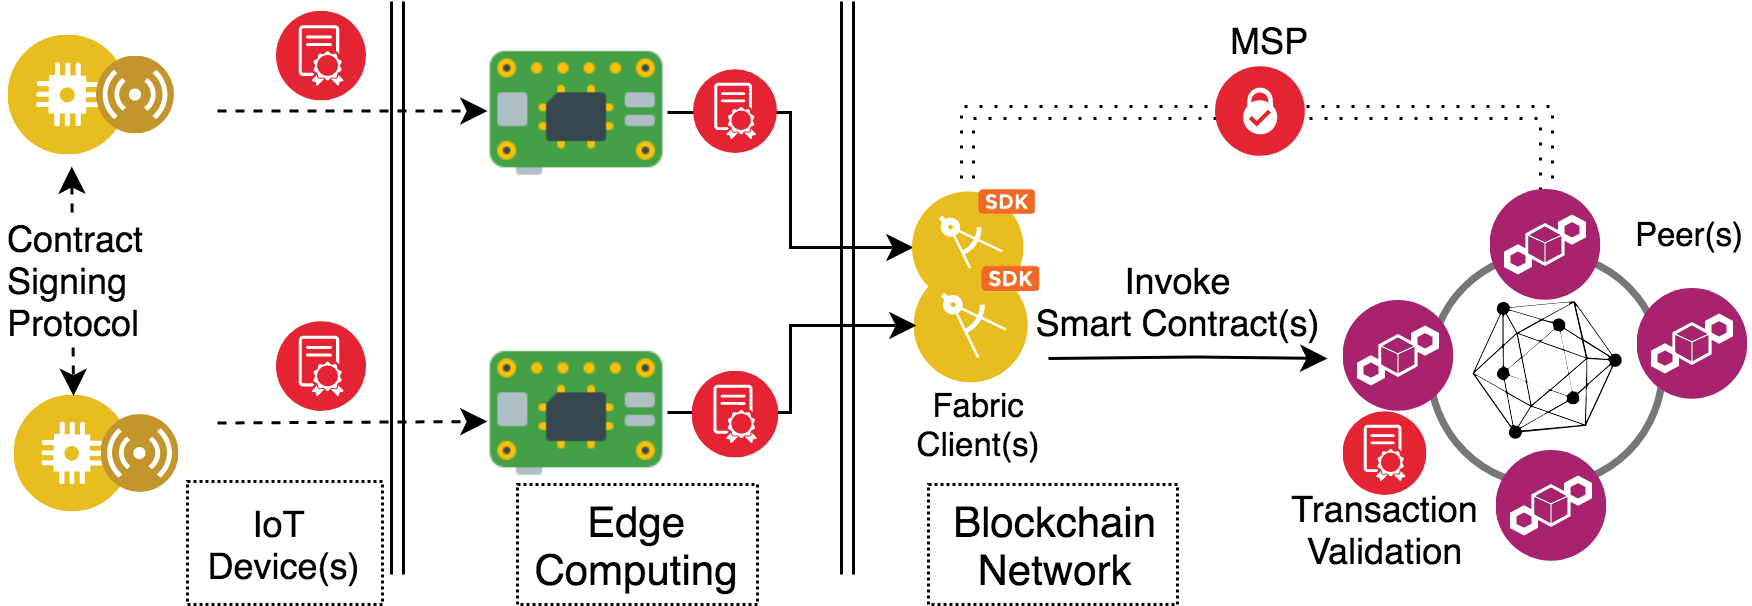 MSP
SDK
Contract
Signing
Protocol
Peer(s)
SDK
Invoke
Smart Contract(s)
Fabric
Client(s)
IoT
Device(s)
Edge
Computing
Blockchain
Network
Transaction
Validation